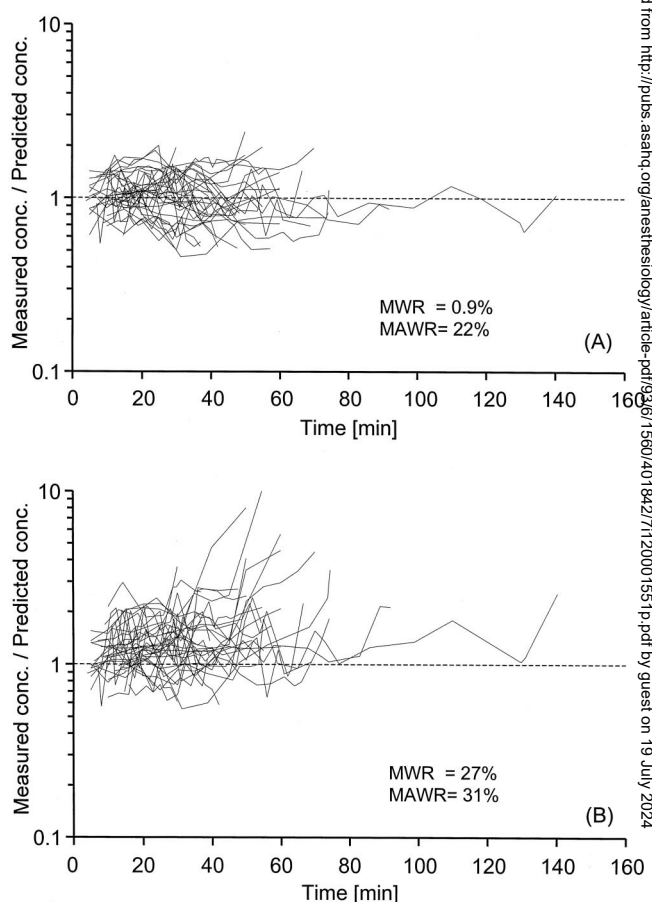 10
1
0.1
Measured conc. / Predicted conc.
MWR = 0.9%
MAWR= 22%
(A)
0 20 40 60 80 100 120 140 160
Time [min]
10
1
0.1
Measured conc. / Predicted conc.
MWR = 27%
MAWR= 31%
(B)
0 20 40 60 80 100 120 140 160
Time [min]
d from http://pubs.asahq.org/anesthesiology/article-pdf/93/6/1560/401842/7i120001551p.pdf by guest on 19 July 2024